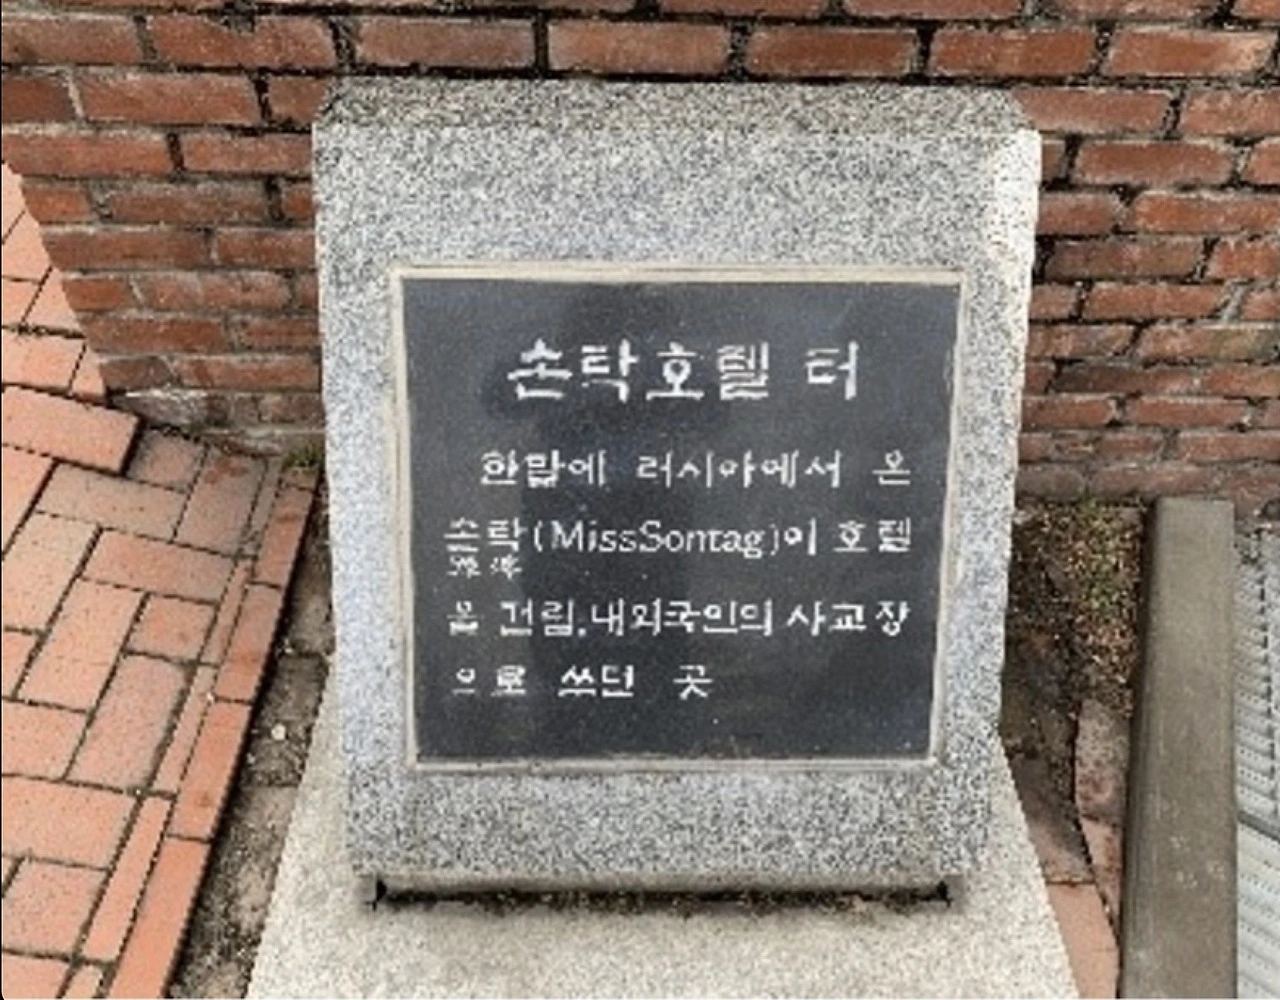 손탁호텔 터
한말에 러시아에서 온
손탁(MissSontag)이 호텔
을 건립,내외국인의 사교장
으로 쓰던 곳